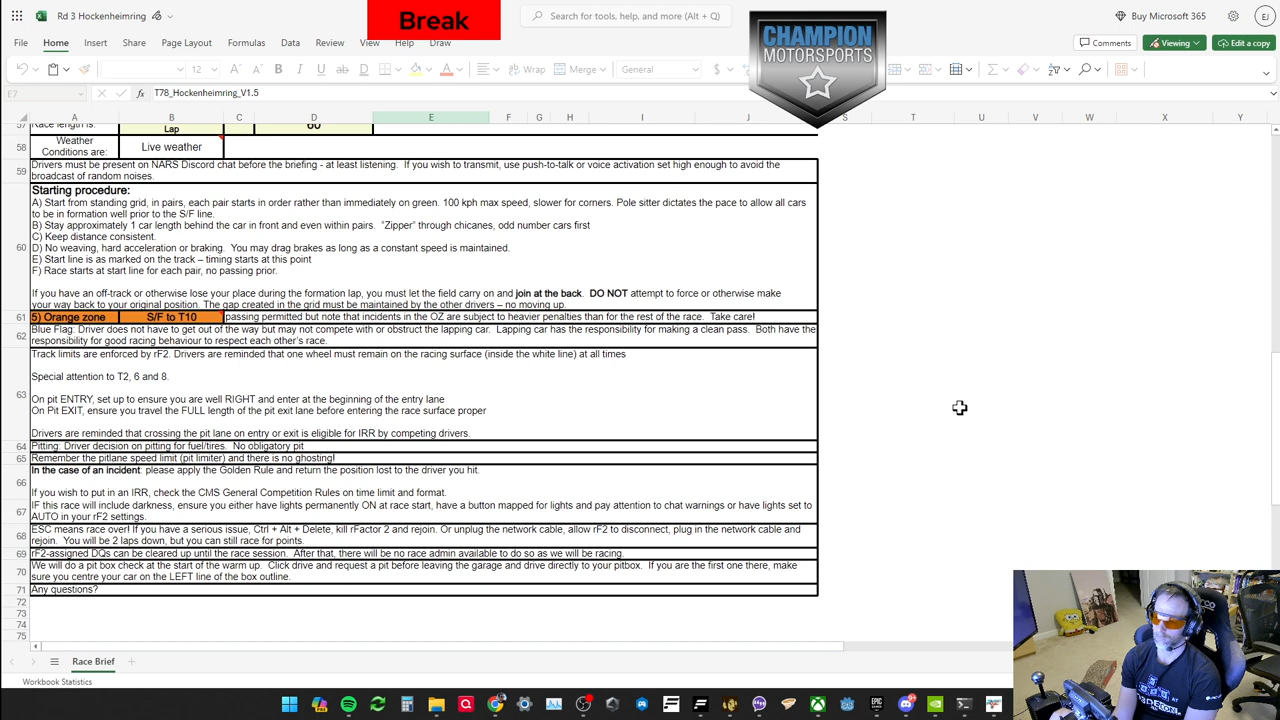 Rd 3 Hockenheimring
Break
Search for tools, help, and more (Alt + Q)
Buy Microsoft 365
EJ
File
Home
Insert
Share
Page Layout
Formulas
Data
Review
View
Help
Draw
CHAMPION
MOTORSPORTS
Comments
Viewing
Edit a copy
12
Wrap
Merge
General
E7
fx
T78_Hockenheimring_V1.5
A B C D E F G H I J S T U V W X Y
57 Race length is: Lap 60
58 Weather
Conditions are: Live weather
59 Drivers must be present on NARS Discord chat before the briefing - at least listening. If you wish to transmit, use push-to-talk or voice activation set high enough to avoid the
broadcast of random noises.
Starting procedure:
A) Start from standing grid, in pairs, each pair starts in order rather than immediately on green. 100 kph max speed, slower for corners. Pole sitter dictates the pace to allow all cars
to be in formation well prior to the S/F line.
B) Stay approximately 1 car length behind the car in front and even within pairs. "Zipper" through chicanes, odd number cars first
C) Keep distance consistent.
60 D) No weaving, hard acceleration or braking. You may drag brakes as long as a constant speed is maintained.
E) Start line is as marked on the track – timing starts at this point
F) Race starts at start line for each pair, no passing prior.
If you have an off-track or otherwise lose your place during the formation lap, you must let the field carry on and join at the back. DO NOT attempt to force or otherwise make
your way back to your original position. The gap created in the grid must be maintained by the other drivers – no moving up.
61 5) Orange zone S/F to T10 passing permitted but note that incidents in the OZ are subject to heavier penalties than for the rest of the race. Take care!
62 Blue Flag: Driver does not have to get out of the way but may not compete with or obstruct the lapping car. Lapping car has the responsibility for making a clean pass. Both have the
responsibility for good racing behaviour to respect each other's race.
Track limits are enforced by rF2. Drivers are reminded that one wheel must remain on the racing surface (inside the white line) at all times
Special attention to T2, 6 and 8.
63 On pit ENTRY, set up to ensure you are well RIGHT and enter at the beginning of the entry lane
On Pit EXIT, ensure you travel the FULL length of the pit exit lane before entering the race surface proper
Drivers are reminded that crossing the pit lane on entry or exit is eligible for IRR by competing drivers.
64 Pitting: Driver decision on pitting for fuel/tires. No obligatory pit
65 Remember the pitlane speed limit (pit limiter) and there is no ghosting!
66 In the case of an incident: please apply the Golden Rule and return the position lost to the driver you hit.
If you wish to put in an IRR, check the CMS General Competition Rules on time limit and format.
67 IF this race will include darkness, ensure you either have lights permanently ON at race start, have a button mapped for lights and pay attention to chat warnings or have lights set to
AUTO in your rF2 settings.
68 ESC means race over! If you have a serious issue, Ctrl + Alt + Delete, kill rFactor 2 and rejoin. Or unplug the network cable, allow rF2 to disconnect, plug in the network cable and
rejoin. You will be 2 laps down, but you can still race for points.
69 rF2-assigned DQs can be cleared up until the race session. After that, there will be no race admin available to do so as we will be racing.
70 We will do a pit box check at the start of the warm up. Click drive and request a pit before leaving the garage and drive directly to your pitbox. If you are the first one there, make
sure you centre your car on the LEFT line of the box outline.
71 Any questions?
72
73
74
75
Race Brief
Workbook Statistics